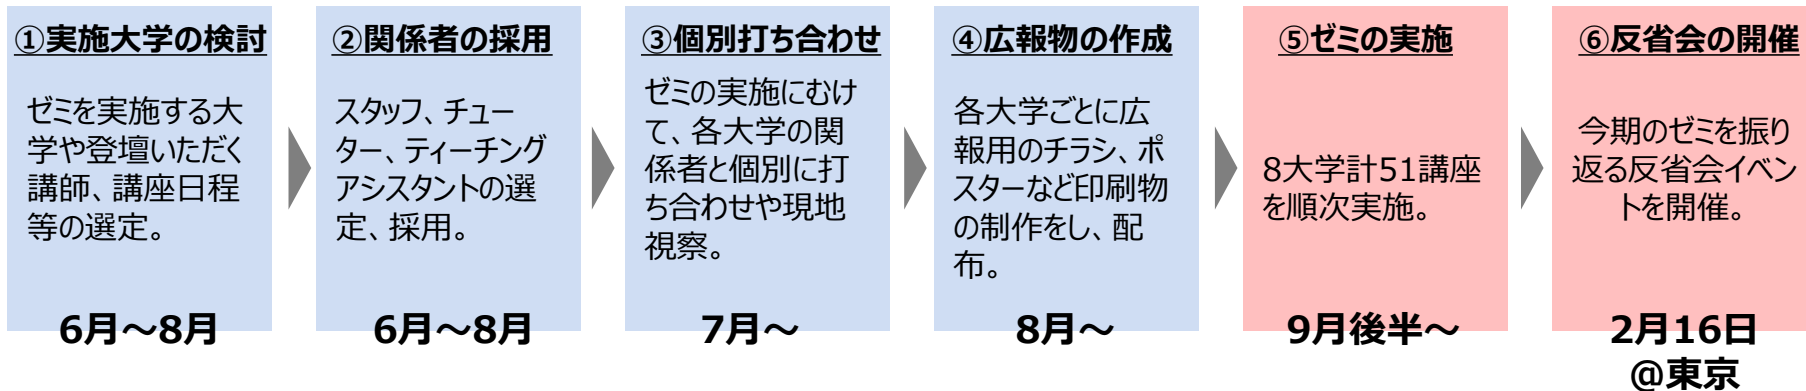 ①実施大学の検討
ゼミを実施する大
学や登壇いただく
講師、講座日程
等の選定。
6月～8月
②関係者の採用
スタッフ、チュー
ター、ティーチング
アシスタントの選
定、採用。
6月～8月
③個別打ち合わせ
ゼミの実施にむけ
て、各大学の関
係者と個別に打
ち合わせや現地
視察。
7月～
④広報物の作成
各大学ごとに広
報用のチラシ、ポ
スターなど印刷物
の制作をし、配
布。
8月～
⑤ゼミの実施
8大学計51講座
を順次実施。
9月後半～
⑥反省会の開催
今期のゼミを振り
返る反省会イベン
トを開催。
2月16日
@東京